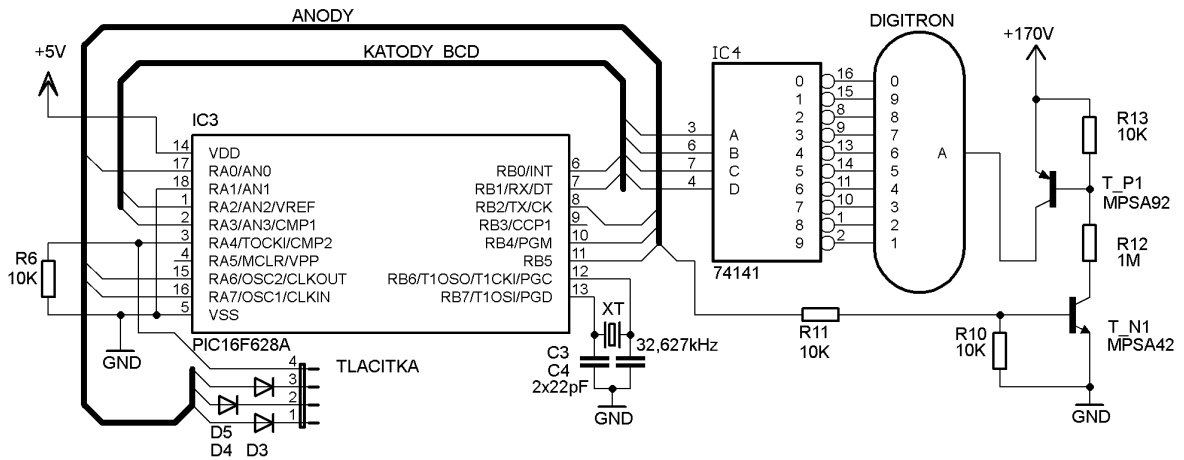 ANODY
DIGITRON
+5V
KATODY BCD
IC4
+170V
IC3
14 VDD
17 RA0/AN0
18 RA1/AN1
1 RA2/AN2/VREF
2 RA3/AN3/CMP1
3 RA4/TOCKI/CMP2
4 RA5/MCLR/VPP
15 RA6/OSC2/CLKOUT
16 RA7/OSC1/CLKIN
5 VSS
RB0/INT 6
RB1/RX/DT 7
RB2/TX/CK 8
RB3/CCP1 9
RB4/PGM 10
RB5 11
RB6/T1OSO/T1CKI/PGC 12
RB7/T1OSI/PGD 13
PIC16F628A
3 A
6 B
7 C
4 D
0 16
1 15
2 8
3 9
4 13
5 14
6 11
7 10
8 1
9 2
74141
0
9
8
7
6
5
4
3
2
1
A
R13
10K
T_P1
MPSA92
R12
1M
T_N1
MPSA42
R11
10K
R10
10K
GND
R6
10K
GND
XT
32,627kHz
C3
C4
2x22pF
GND
TLACITKA
4
3
2
1
D5
D4 D3